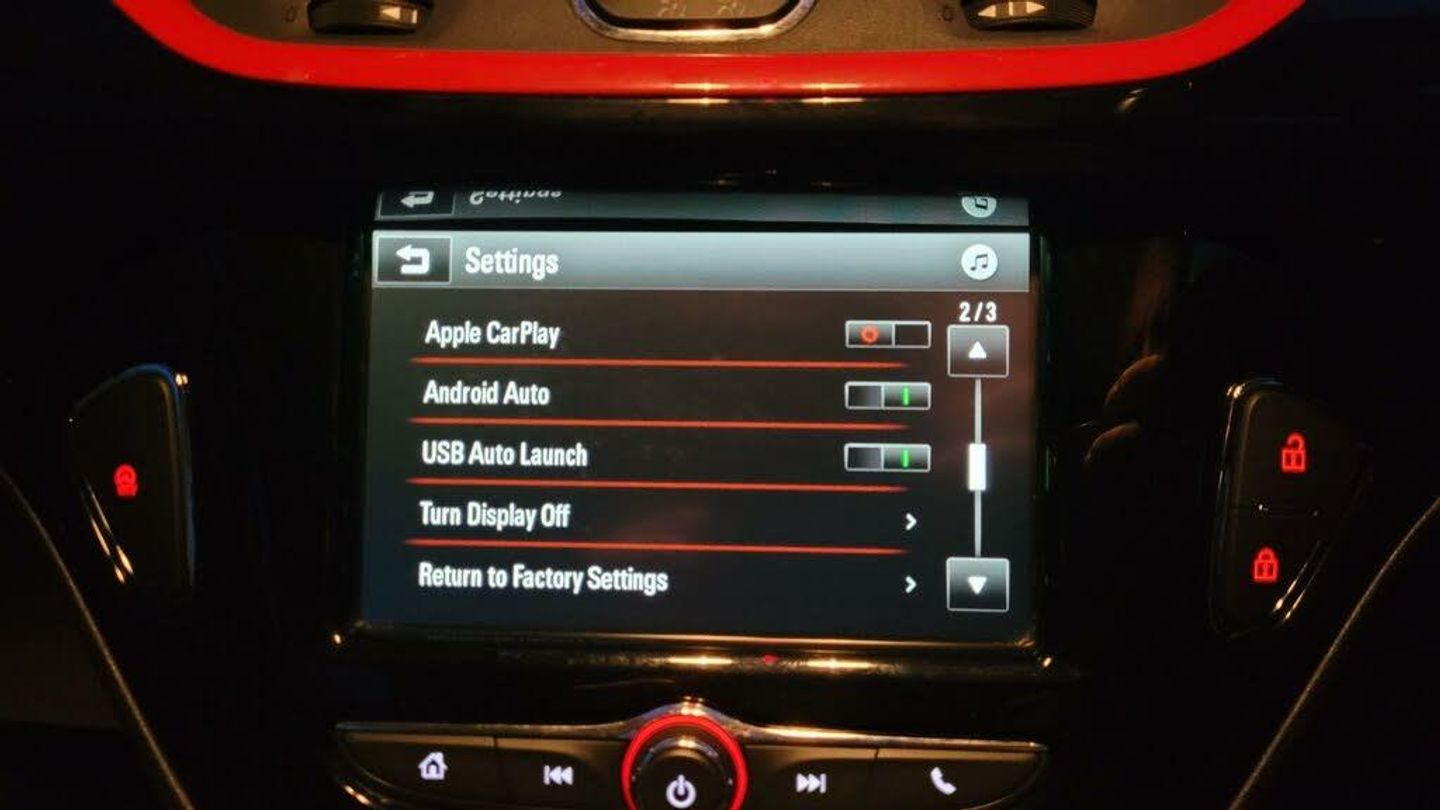 Settings
2/3
Apple CarPlay
Android Auto
USB Auto Launch
Turn Display Off
Return to Factory Settings